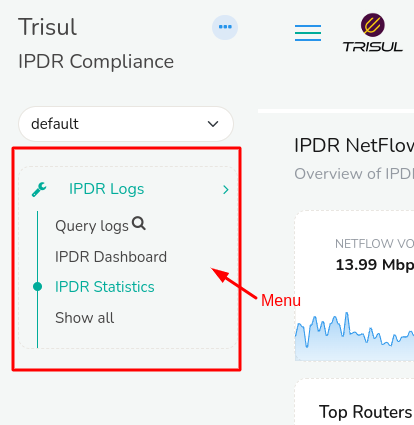 Trisul
IPDR Compliance
TRISUL
default
IPDR NetFlow
Overview of IPD
IPDR Logs
Query logs
IPDR Dashboard
IPDR Statistics
Show all
Menu
NETFLOW VO
13.99 Mbp
Top Routers